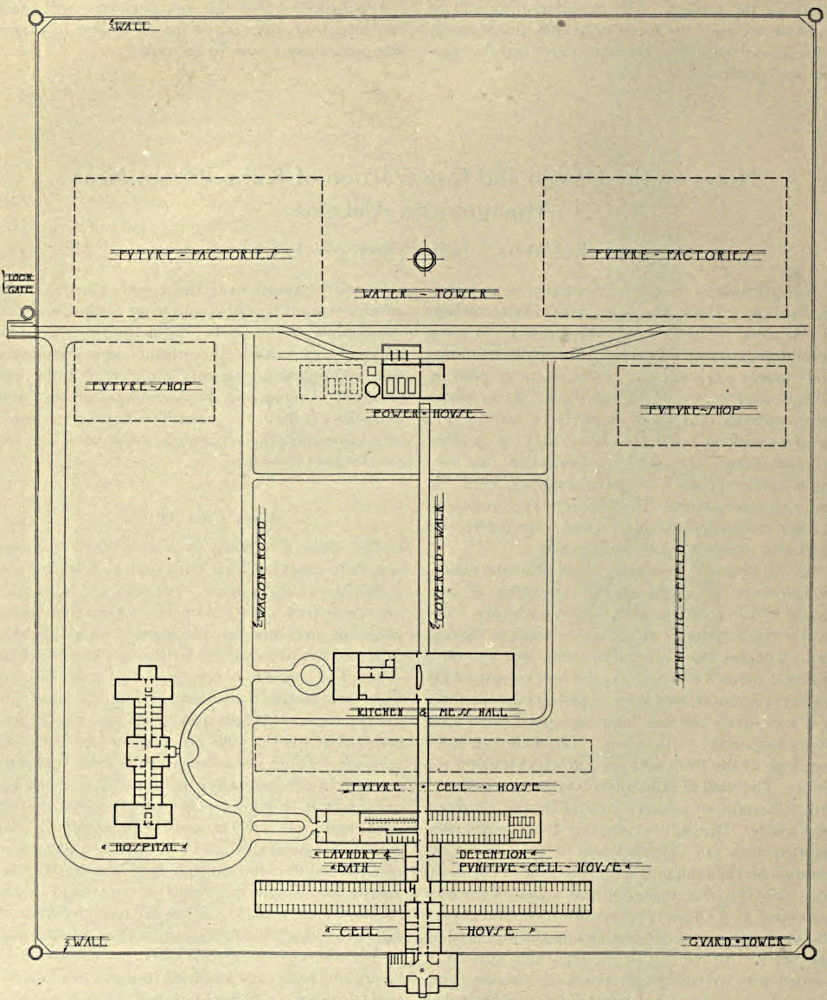 WALL
FVTVRE - FACTORIES
FVTVRE - FACTORIES
LOCK
GATE
WATER - TOWER
FVTVRE - SHOP
POWER - HOVSE
FVTVRE - SHOP
WAGON - ROAD
COVERED - WALK
ATHLETIC - FIELD
KITCHEN & MESS HALL
FVTVRE - CELL - HOVSE
HOSPITAL
LAVNDRY &
BATH
DETENTION
PVNITIVE - CELL - HOVSE
CELL HOVSE
WALL
GVARD - TOWER